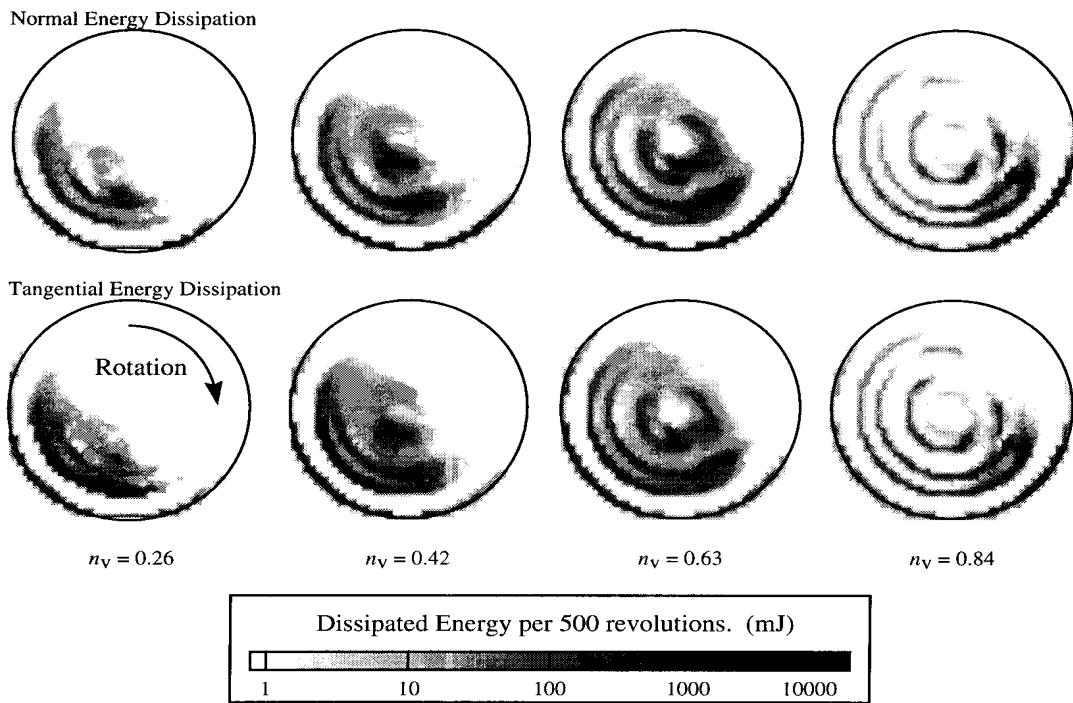 Normal Energy Dissipation
Tangential Energy Dissipation
Rotation
nv = 0.26 nv = 0.42 nv = 0.63 nv = 0.84
Dissipated Energy per 500 revolutions. (mJ)
1 10 100 1000 10000